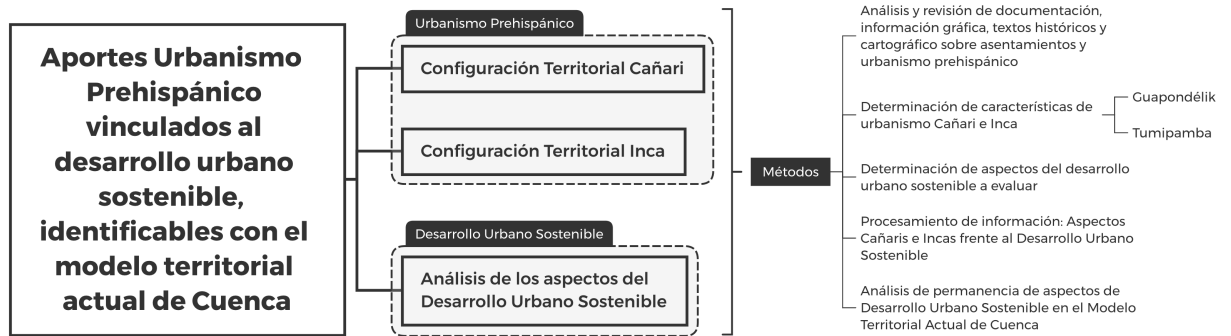 Aportes Urbanismo
Prehispánico
vinculados al
desarrollo urbano
sostenible,
identificables con el
modelo territorial
actual de Cuenca
Urbanismo Prehispánico
Configuración Territorial Cañari
Configuración Territorial Inca
Desarrollo Urbano Sostenible
Análisis de los aspectos del
Desarrollo Urbano Sostenible
Métodos
Análisis y revisión de documentación,
información gráfica, textos históricos y
cartográfico sobre asentamientos y
urbanismo prehispánico
Determinación de características de
urbanismo Cañari e Inca
Guapondélik
Tumipamba
Determinación de aspectos del desarrollo
urbano sostenible a evaluar
Procesamiento de información: Aspectos
Cañaris e Incas frente al Desarrollo Urbano
Sostenible
Análisis de permanencia de aspectos de
Desarrollo Urbano Sostenible en el Modelo
Territorial Actual de Cuenca